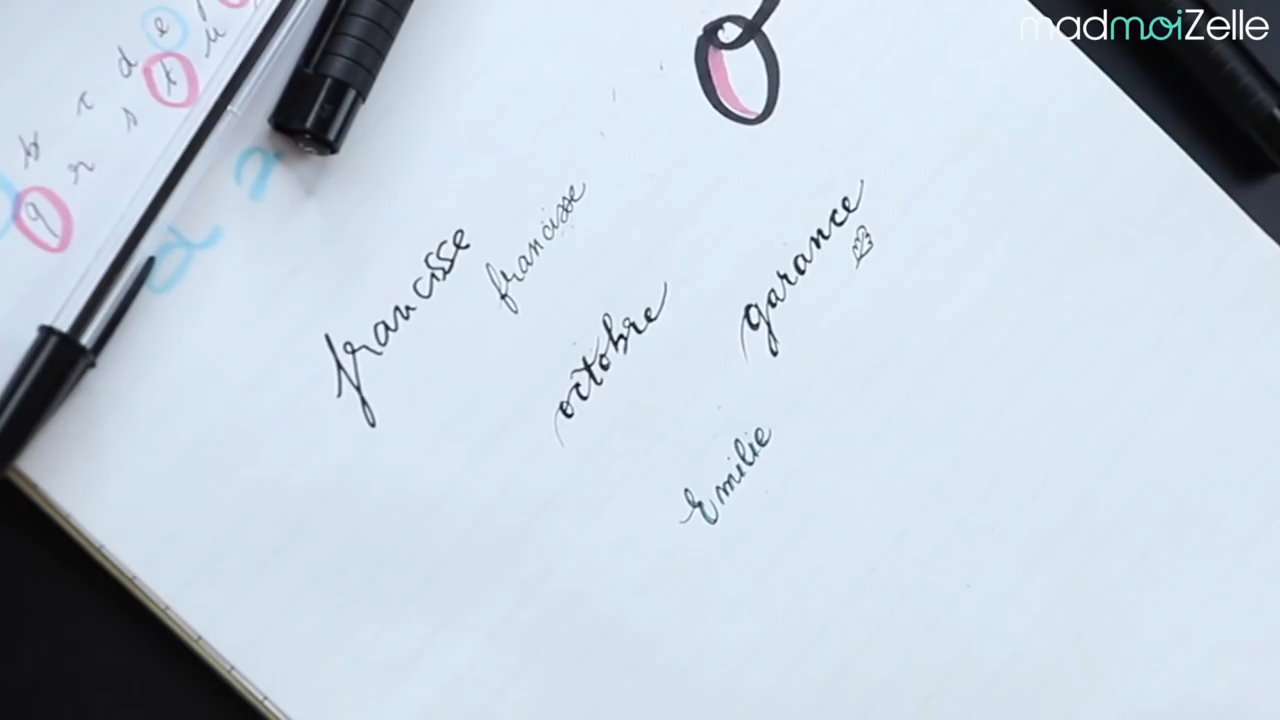 madmoiZelle
d e
r s t u
b
q r
a z
O
francisse
francisse
octobre
garance
Emilie